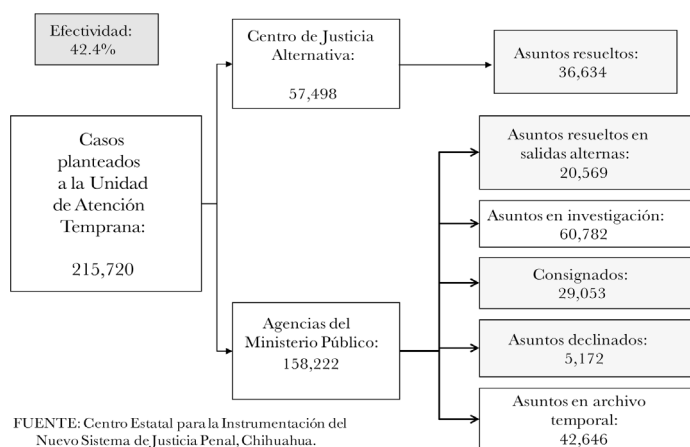 Efectividad:
42.4%
Centro de Justicia
Alternativa:
57,498
Asuntos resueltos:
36,634
Casos
planteados
a la Unidad
de Atención
Temprana:
215,720
Asuntos resueltos en
salidas alternas:
20,569
Asuntos en investigación:
60,782
Consignados:
29,053
Agencias del
Ministerio Público:
158,222
Asuntos declinados:
5,172
Asuntos en archivo
temporal:
42,646
FUENTE: Centro Estatal para la Instrumentación del
Nuevo Sistema de Justicia Penal, Chihuahua.